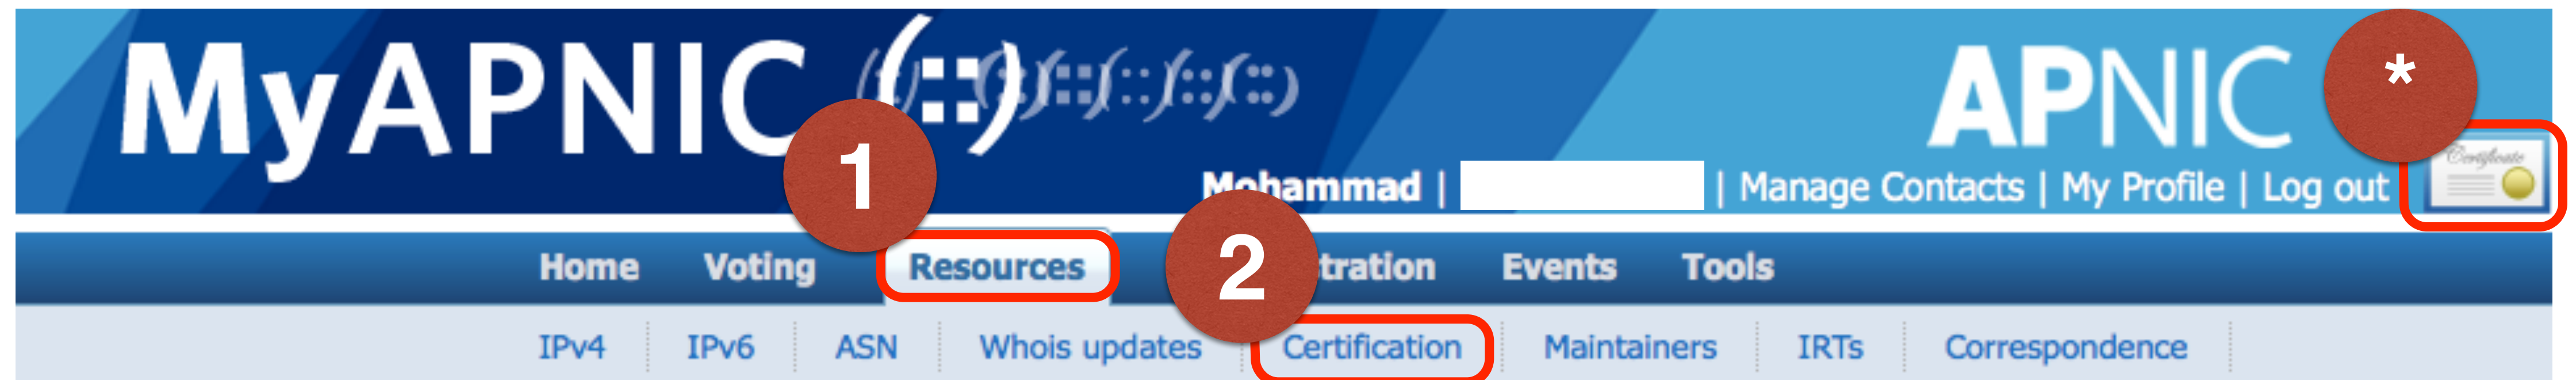 MyAPNIC (::) (::)(::)(::)(::)(::)
APNIC
*
Certificate
1
Mohammad | | Manage Contacts | My Profile | Log out
Home Voting Resources 2 tration Events Tools
IPv4 IPv6 ASN Whois updates Certification Maintainers IRTs Correspondence